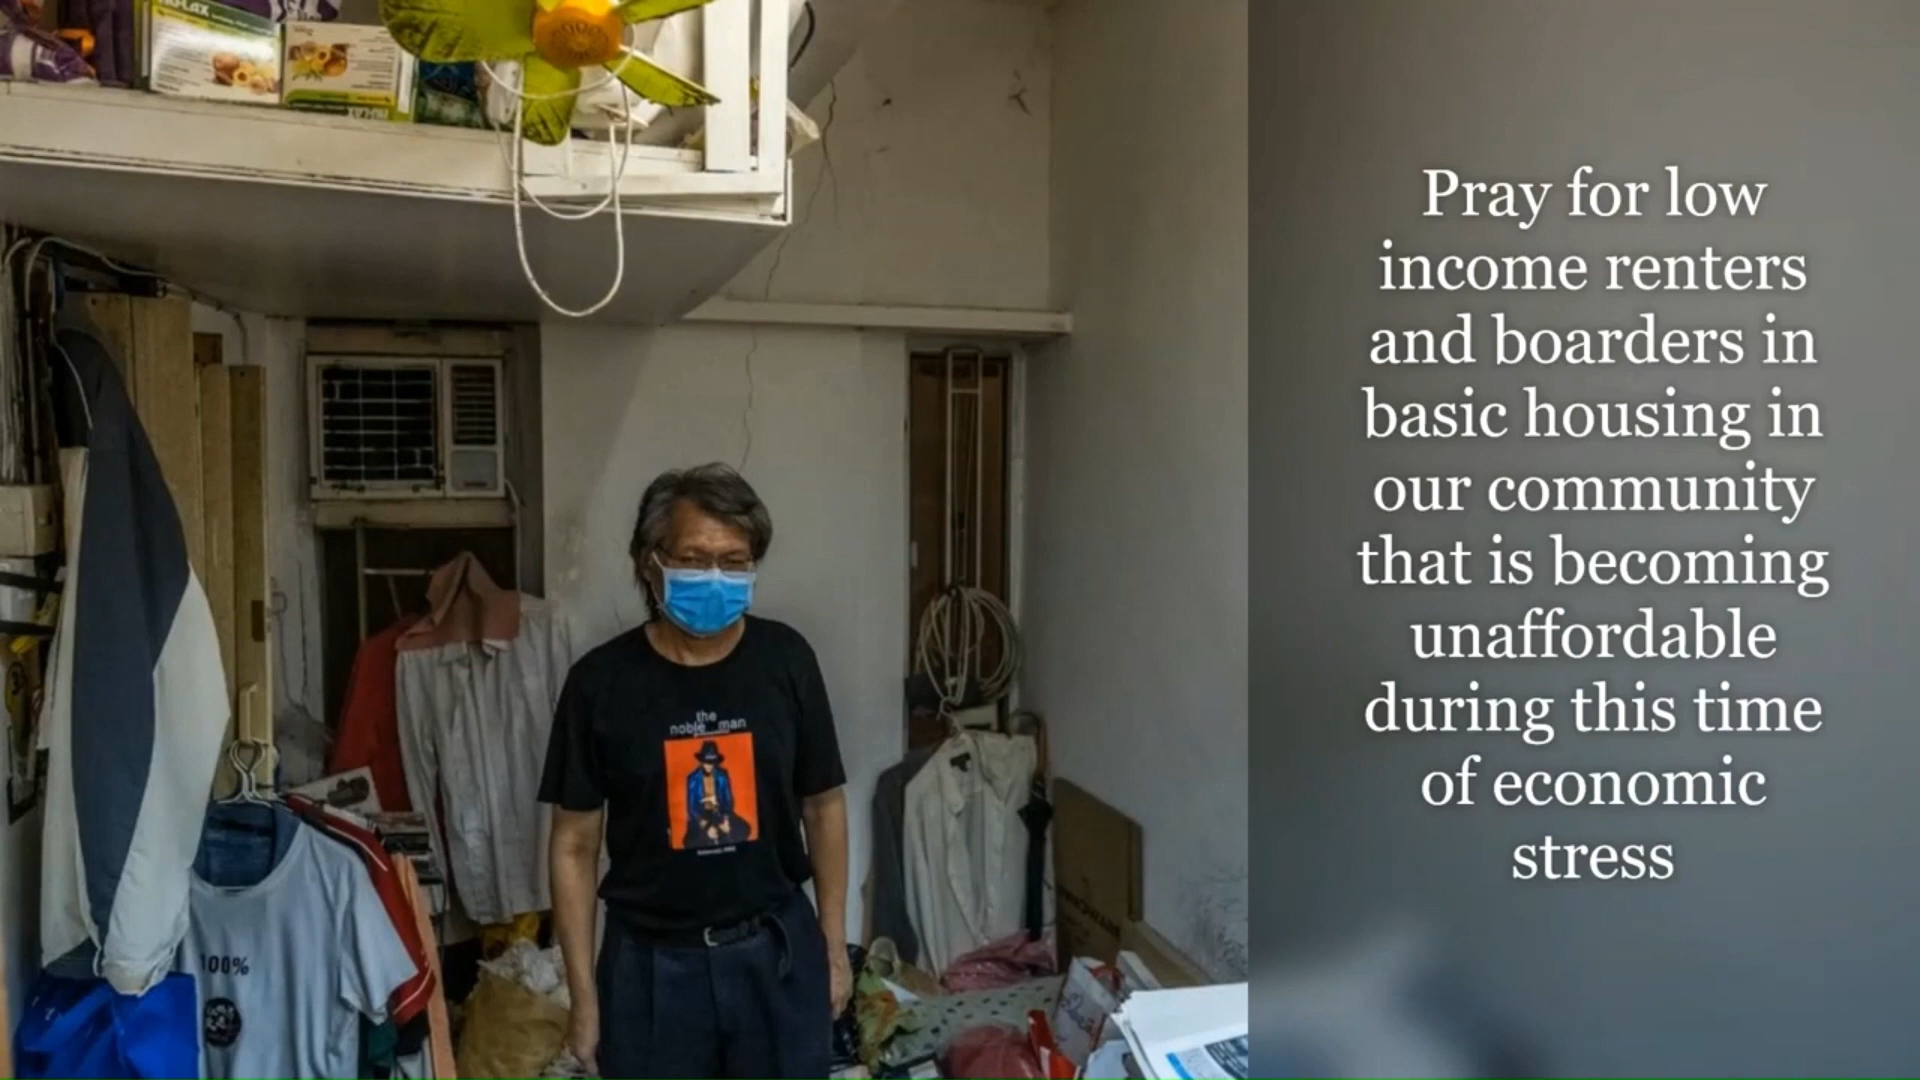 the
noble man
100%
Pray for low
income renters
and boarders in
basic housing in
our community
that is becoming
unaffordable
during this time
of economic
stress